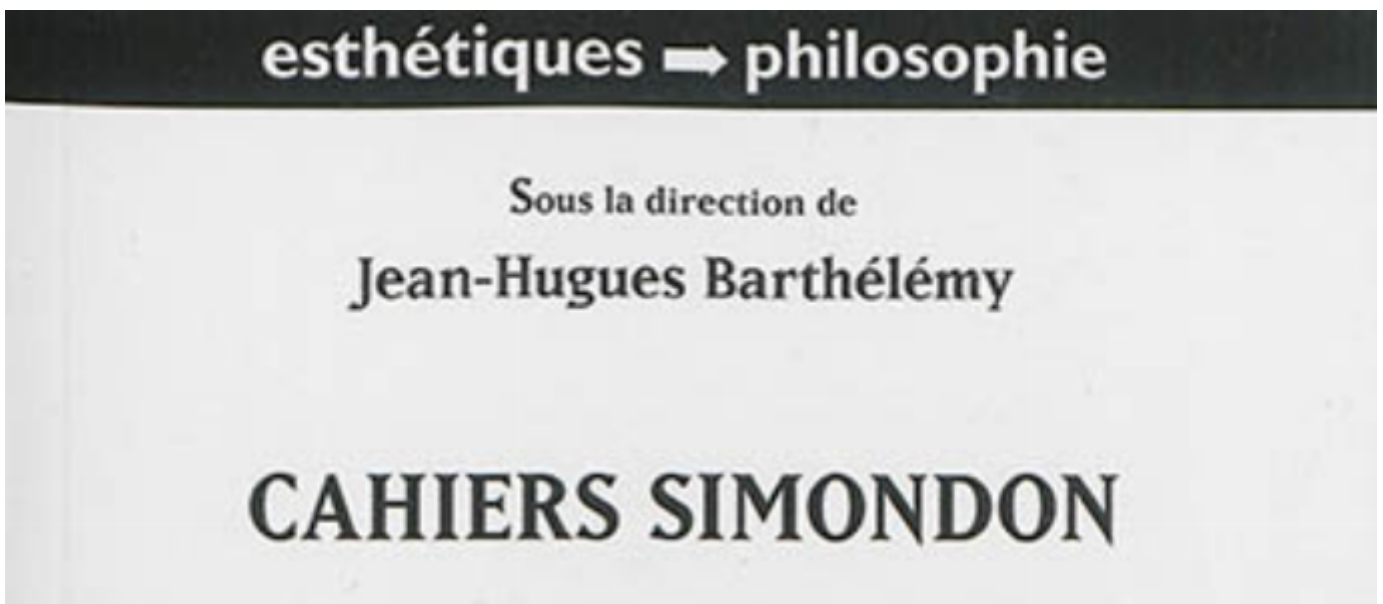 esthétiques ➡ philosophie
Sous la direction de
Jean-Hugues Barthélémy
CAHIERS SIMONDON